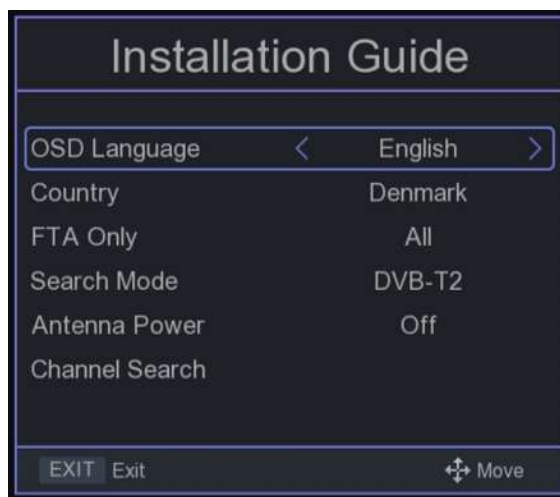 Installation Guide
OSD Language < English >
Country Denmark
FTA Only All
Search Mode DVB-T2
Antenna Power Off
Channel Search
EXIT Exit Move